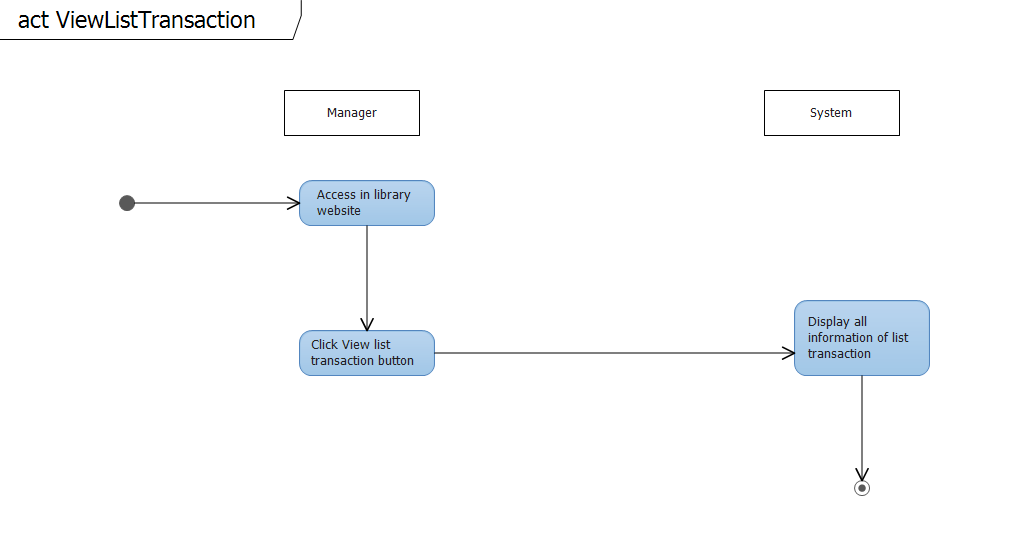 act ViewListTransaction
Manager
System
Access in library
website
Click View list
transaction button
Display all
information of list
transaction